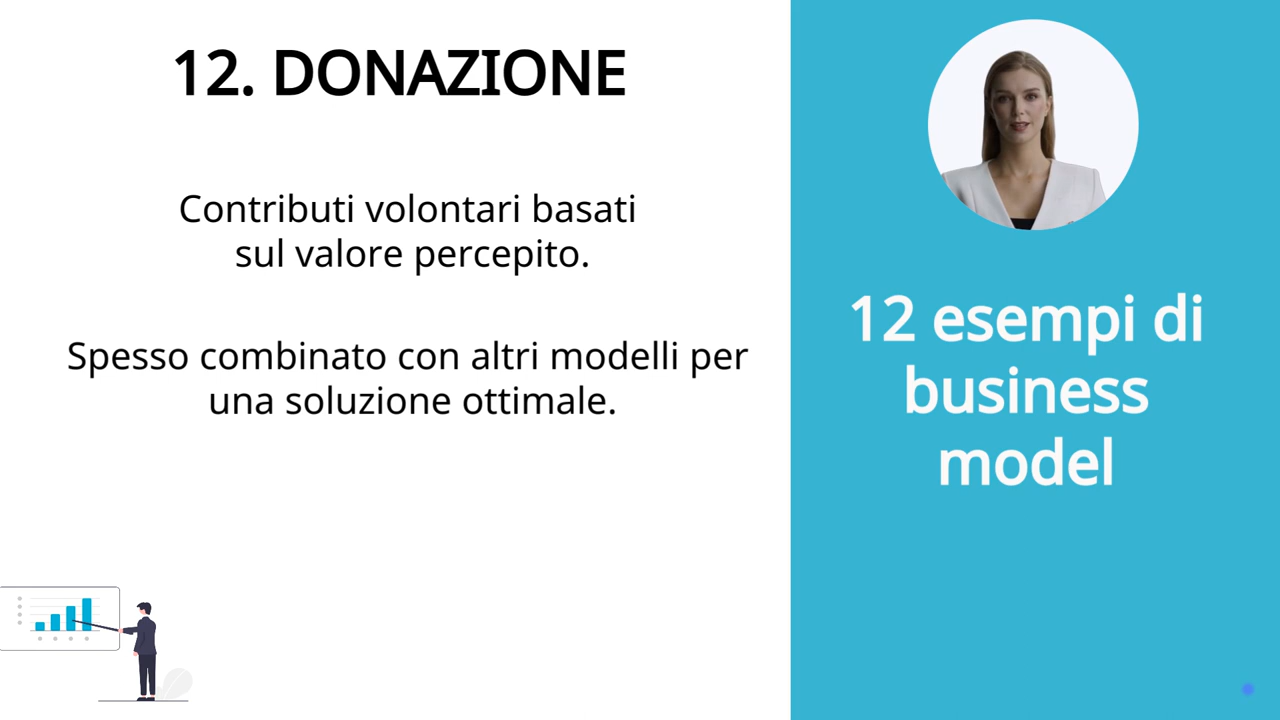 12. DONAZIONE
Contributi volontari basati
sul valore percepito.
Spesso combinato con altri modelli per
una soluzione ottimale.
12 esempi di
business
model